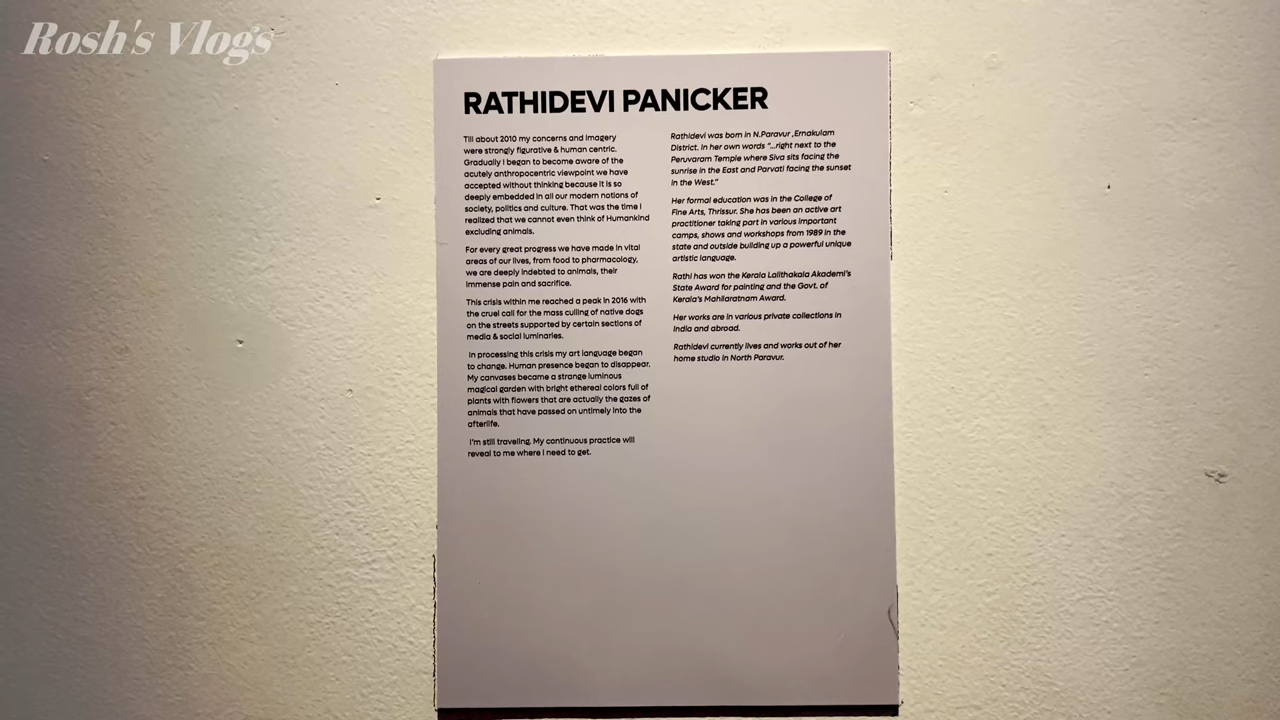 Rosh's Vlogs
RATHIDEVI PANICKER
Till about 2010 my concerns and imagery
were strongly figurative & human centric.
Gradually I began to become aware of the
acutely anthropocentric viewpoint we have
accepted without thinking because it is so
deeply embedded in all our modern notions of
society, politics and culture. That was the time I
realized that we cannot even think of Humankind
excluding animals.
For every great progress we have made in vital
areas of our lives, from food to pharmacology,
we are deeply indebted to animals, their
immense pain and sacrifice.
This crisis within me reached a peak in 2016 with
the cruel call for the mass culling of native dogs
on the streets supported by certain sections of
media & social luminaries.
In processing this crisis my art language began
to change. Human presence began to disappear.
My canvases became a strange luminous
magical garden with bright ethereal colors full of
plants with flowers that are actually the gazes of
animals that have passed on untimely into the
afterlife.
I'm still traveling. My continuous practice will
reveal to me where I need to get.
Rathidevi was born in N.Paravur ,Ernakulam
District. In her own words "...right next to the
Peruvaram Temple where Siva sits facing the
sunrise in the East and Parvati facing the sunset
in the West."
Her formal education was in the College of
Fine Arts, Thrissur. She has been an active art
practitioner taking part in various important
camps, shows and workshops from 1989 in the
state and outside building up a powerful unique
artistic language.
Rathi has won the Kerala Lalithakala Akademi's
State Award for painting and the Govt. of
Kerala's Mahilaratnam Award.
Her works are in various private collections in
India and abroad.
Rathidevi currently lives and works out of her
home studio in North Paravur.